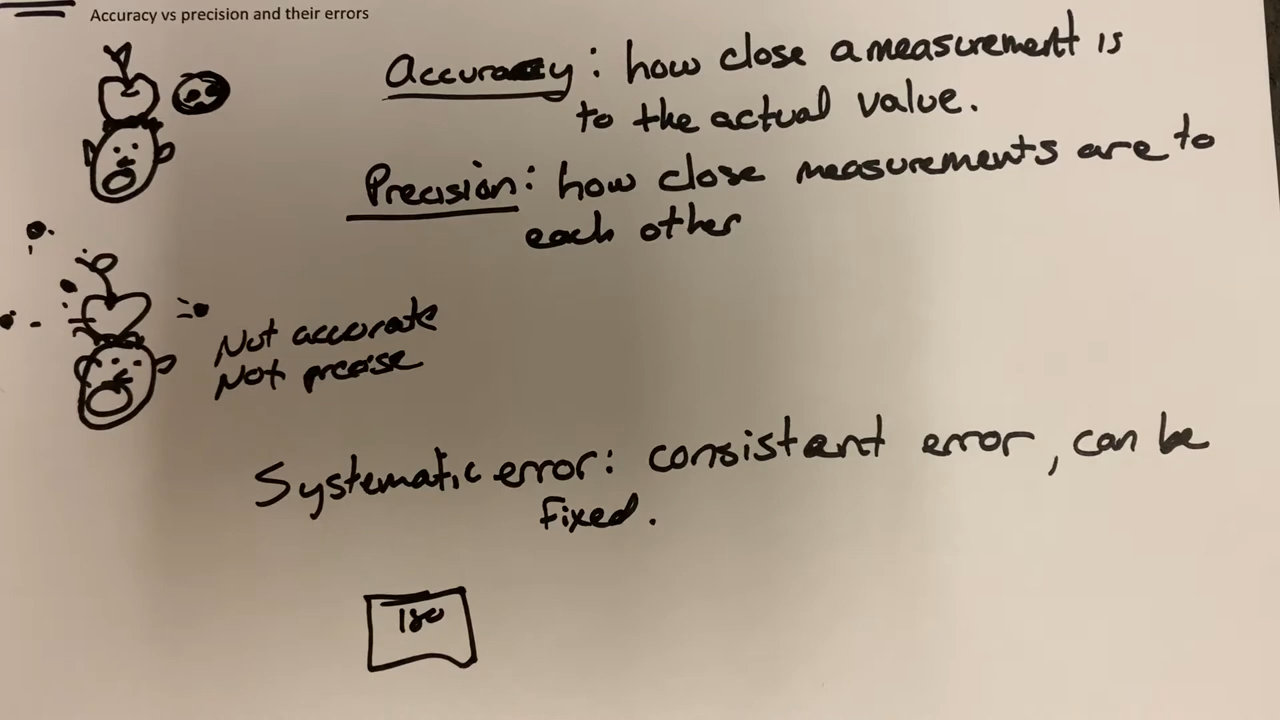 Accuracy vs precision and their errors
Accuracy: how close a measurement is
to the actual value.
Precision: how close measurements are to
each other
Not accurate
Not precise
Systematic error: consistent error, can be
fixed.
180